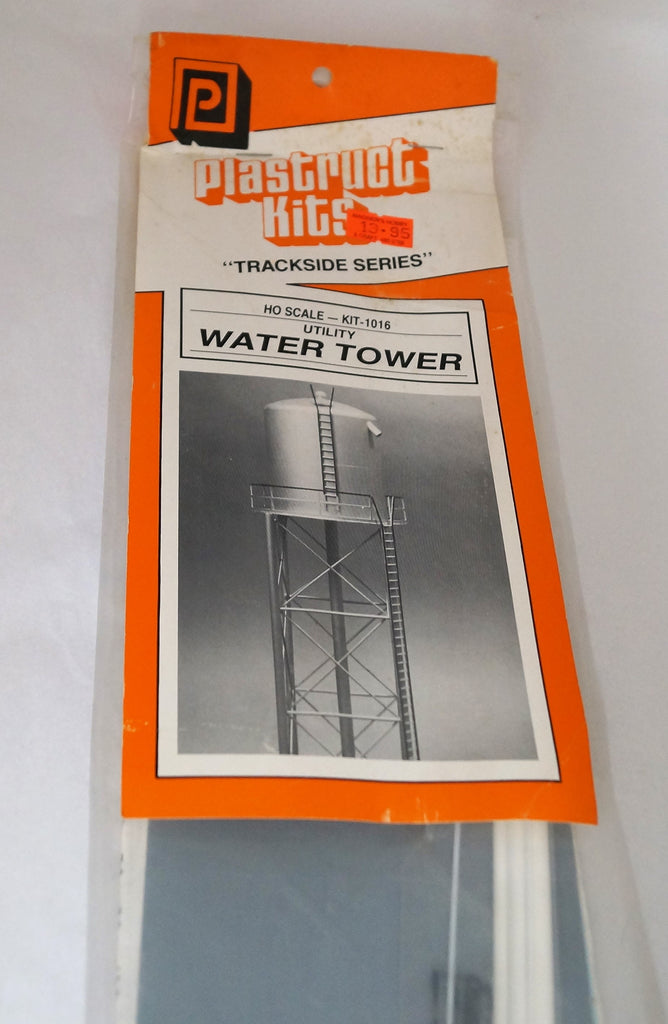 P
Plastruct
Kits
13.95
"TRACKSIDE SERIES"
HO SCALE — KIT-1016
UTILITY
WATER TOWER